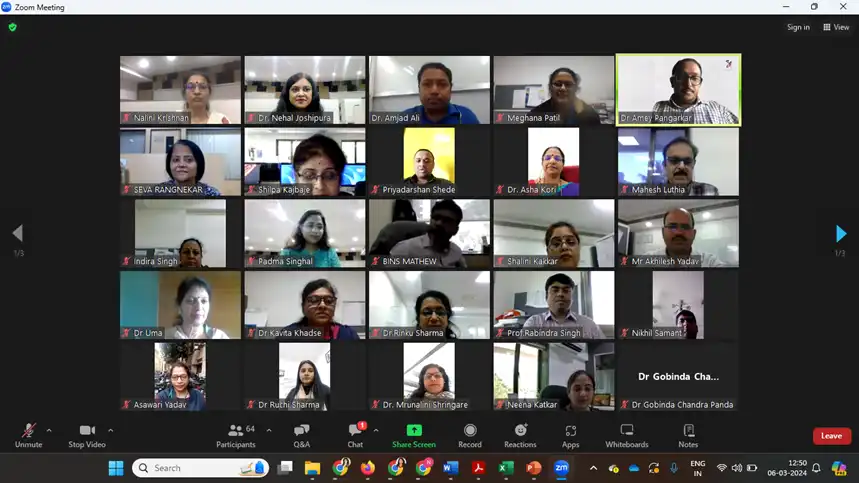 Zoom Meeting
Sign in
View
Nalini Krishnan
Dr. Nehal Joshipura
Dr. Amjad Ali
Meghana Patil
Dr Amey Pangarkar
SEVA RANGNEKAR
Shilpa Kajbaje
Priyadarshan Shede
Dr. Asha Kori
Mahesh Luthia
1/3
1/3
Indira Singh
Padma Singhal
BINS MATHEW
Shalini Kakkar
Mr Akhilesh Yadav
Dr Uma
Dr Kavita Khadse
Dr Rinku Sharma
Prof Rabindra Singh
Nikhil Samant
Dr Gobinda Cha...
Asawari Yadav
Dr Ruchi Sharma
Dr. Mrunalini Shringare
Neena Katkar
Dr Gobinda Chandra Panda
64
1
Unmute
Stop Video
Participants
Q&A
Chat
Share Screen
Record
Reactions
Apps
Whiteboards
Notes
Leave
Search
ENG
IN
12:50
06-03-2024